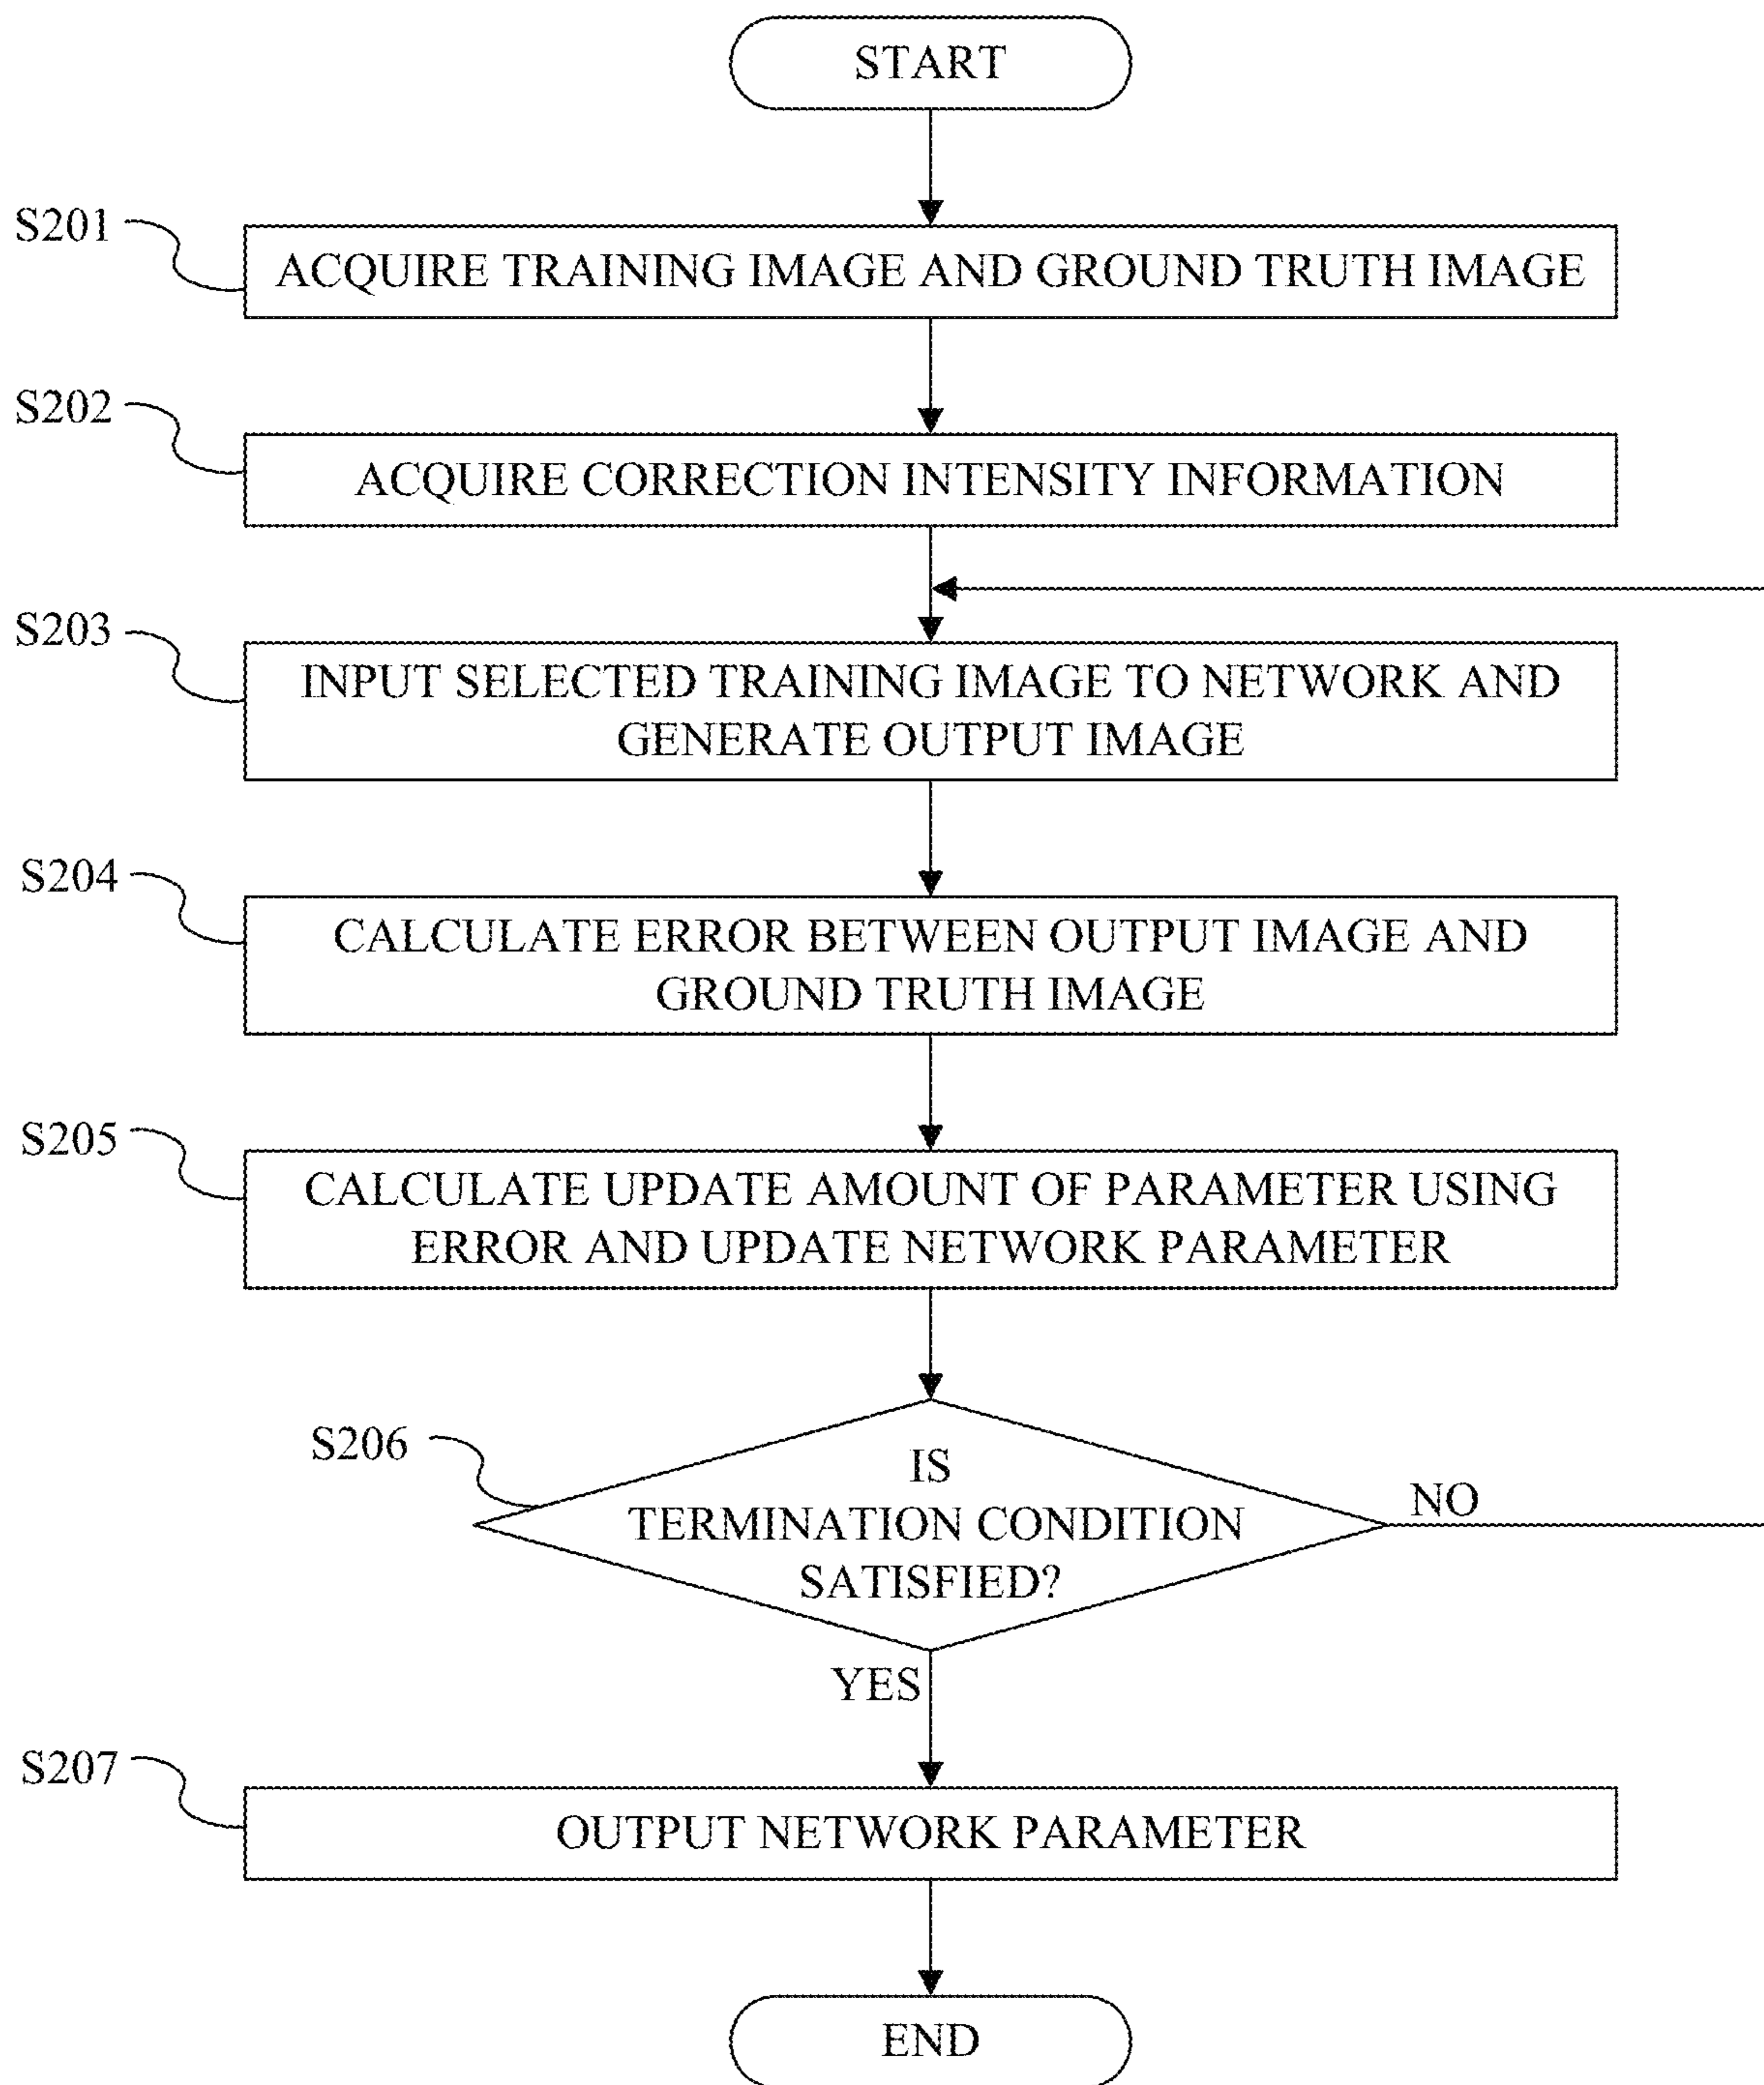 START
S201
ACQUIRE TRAINING IMAGE AND GROUND TRUTH IMAGE
S202
ACQUIRE CORRECTION INTENSITY INFORMATION
S203
INPUT SELECTED TRAINING IMAGE TO NETWORK AND
GENERATE OUTPUT IMAGE
S204
CALCULATE ERROR BETWEEN OUTPUT IMAGE AND
GROUND TRUTH IMAGE
S205
CALCULATE UPDATE AMOUNT OF PARAMETER USING
ERROR AND UPDATE NETWORK PARAMETER
S206
IS
TERMINATION CONDITION
SATISFIED?
NO
YES
S207
OUTPUT NETWORK PARAMETER
END